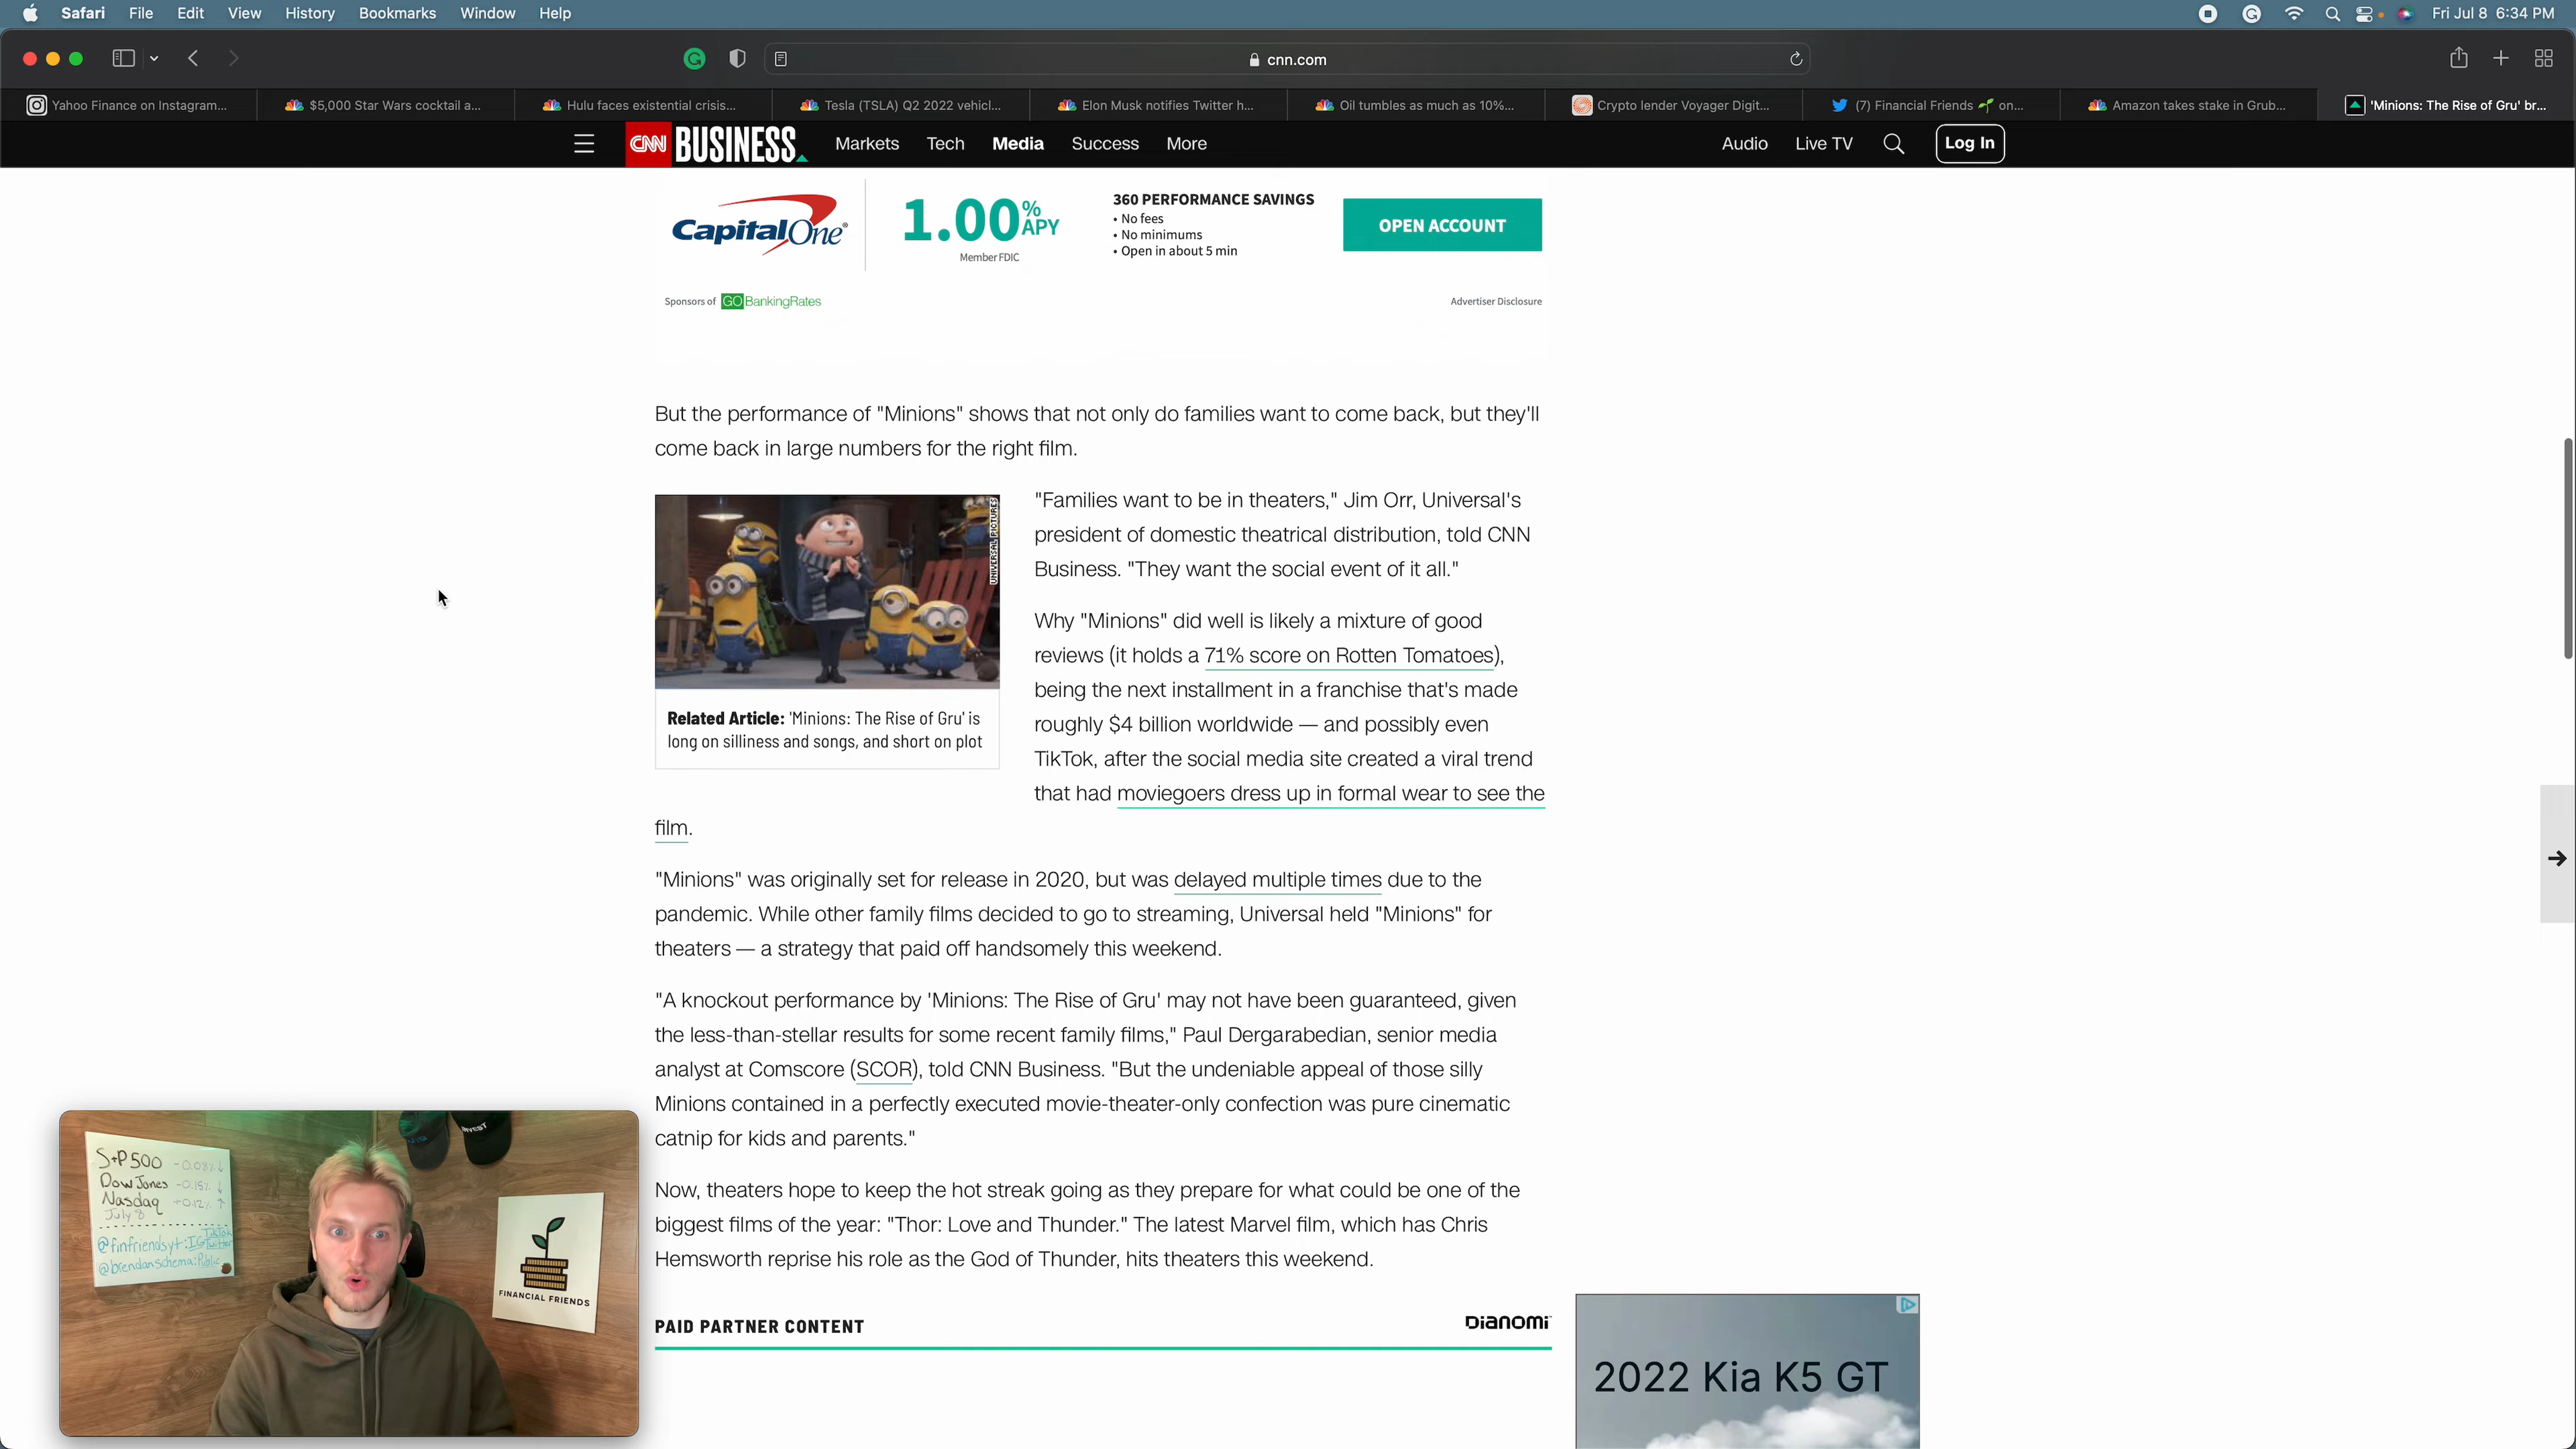 Safari File Edit View History Bookmarks Window Help
Fri Jul 8 6:34 PM
cnn.com
Yahoo Finance on Instagram...
$5,000 Star Wars cocktail a...
Hulu faces existential crisis...
Tesla (TSLA) Q2 2022 vehicl...
Elon Musk notifies Twitter h...
Oil tumbles as much as 10%...
Crypto lender Voyager Digit...
(7) Financial Friends 🌱 on...
Amazon takes stake in Grub...
'Minions: The Rise of Gru' br...
CNN BUSINESS
Markets Tech Media Success More
Audio Live TV
Log In
Capital One®
1.00% APY
Member FDIC
360 PERFORMANCE SAVINGS
• No fees
• No minimums
• Open in about 5 min
OPEN ACCOUNT
Sponsors of GOBankingRates
Advertiser Disclosure
But the performance of "Minions" shows that not only do families want to come back, but they'll
come back in large numbers for the right film.
UNIVERSAL PICTURES
Related Article: 'Minions: The Rise of Gru' is
long on silliness and songs, and short on plot
"Families want to be in theaters," Jim Orr, Universal's
president of domestic theatrical distribution, told CNN
Business. "They want the social event of it all."
Why "Minions" did well is likely a mixture of good
reviews (it holds a 71% score on Rotten Tomatoes),
being the next installment in a franchise that's made
roughly $4 billion worldwide — and possibly even
TikTok, after the social media site created a viral trend
that had moviegoers dress up in formal wear to see the
film.
"Minions" was originally set for release in 2020, but was delayed multiple times due to the
pandemic. While other family films decided to go to streaming, Universal held "Minions" for
theaters — a strategy that paid off handsomely this weekend.
"A knockout performance by 'Minions: The Rise of Gru' may not have been guaranteed, given
the less-than-stellar results for some recent family films," Paul Dergarabedian, senior media
analyst at Comscore (SCOR), told CNN Business. "But the undeniable appeal of those silly
Minions contained in a perfectly executed movie-theater-only confection was pure cinematic
catnip for kids and parents."
Now, theaters hope to keep the hot streak going as they prepare for what could be one of the
biggest films of the year: "Thor: Love and Thunder." The latest Marvel film, which has Chris
Hemsworth reprise his role as the God of Thunder, hits theaters this weekend.
PAID PARTNER CONTENT
DIANOMI
2022 Kia K5 GT
S+P 500 -0.08% ↓
Dow Jones -0.15% ↓
Nasdaq +0.12% ↑
July 8
TikTok
@finfriendsyt: IG Twitter
@brendanschema: Public
FINANCIAL FRIENDS